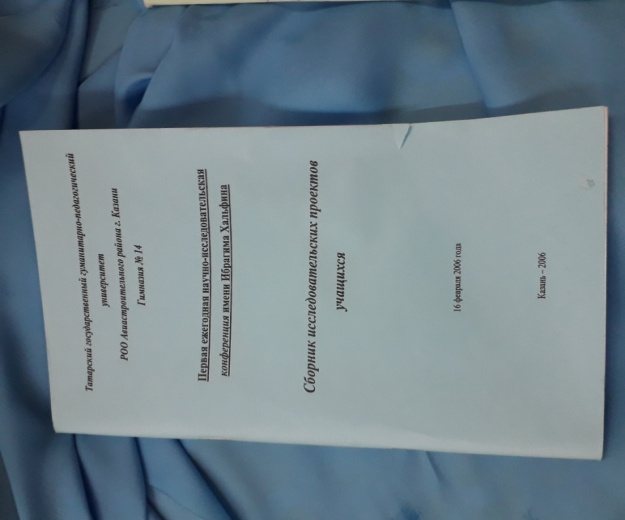 Татарский государственный гуманитарно-педагогический
университет
РОО Авиастроительного района г. Казани
Гимназия № 14
Первая ежегодная научно-исследовательская
конференция имени Ибрагима Хальфина
Сборник исследовательских проектов
учащихся
16 февраля 2006 года
Казань – 2006